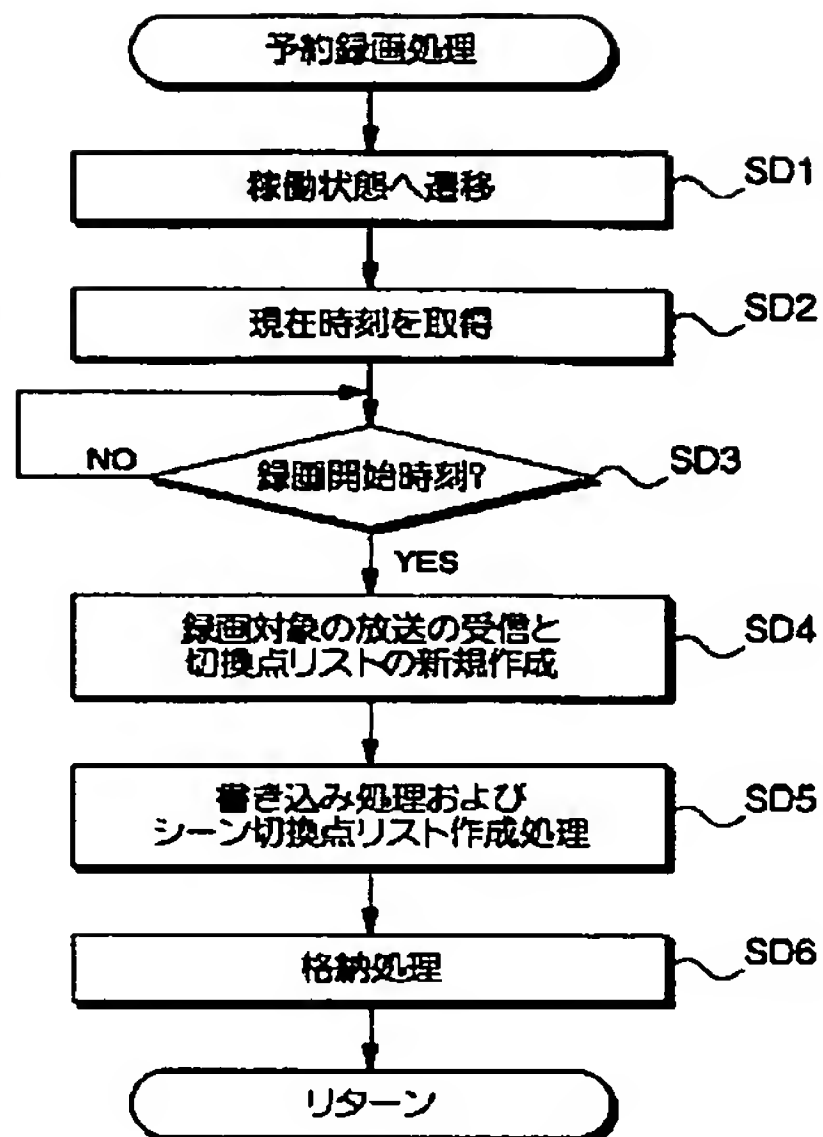 予約録画処理
稼働状態へ遷移
SD1
現在時刻を取得
SD2
録画開始時刻?
SD3
NO
YES
録画対象の放送の受信と
切換点リストの新規作成
SD4
書き込み処理および
シーン切換点リスト作成処理
SD5
格納処理
SD6
リターン